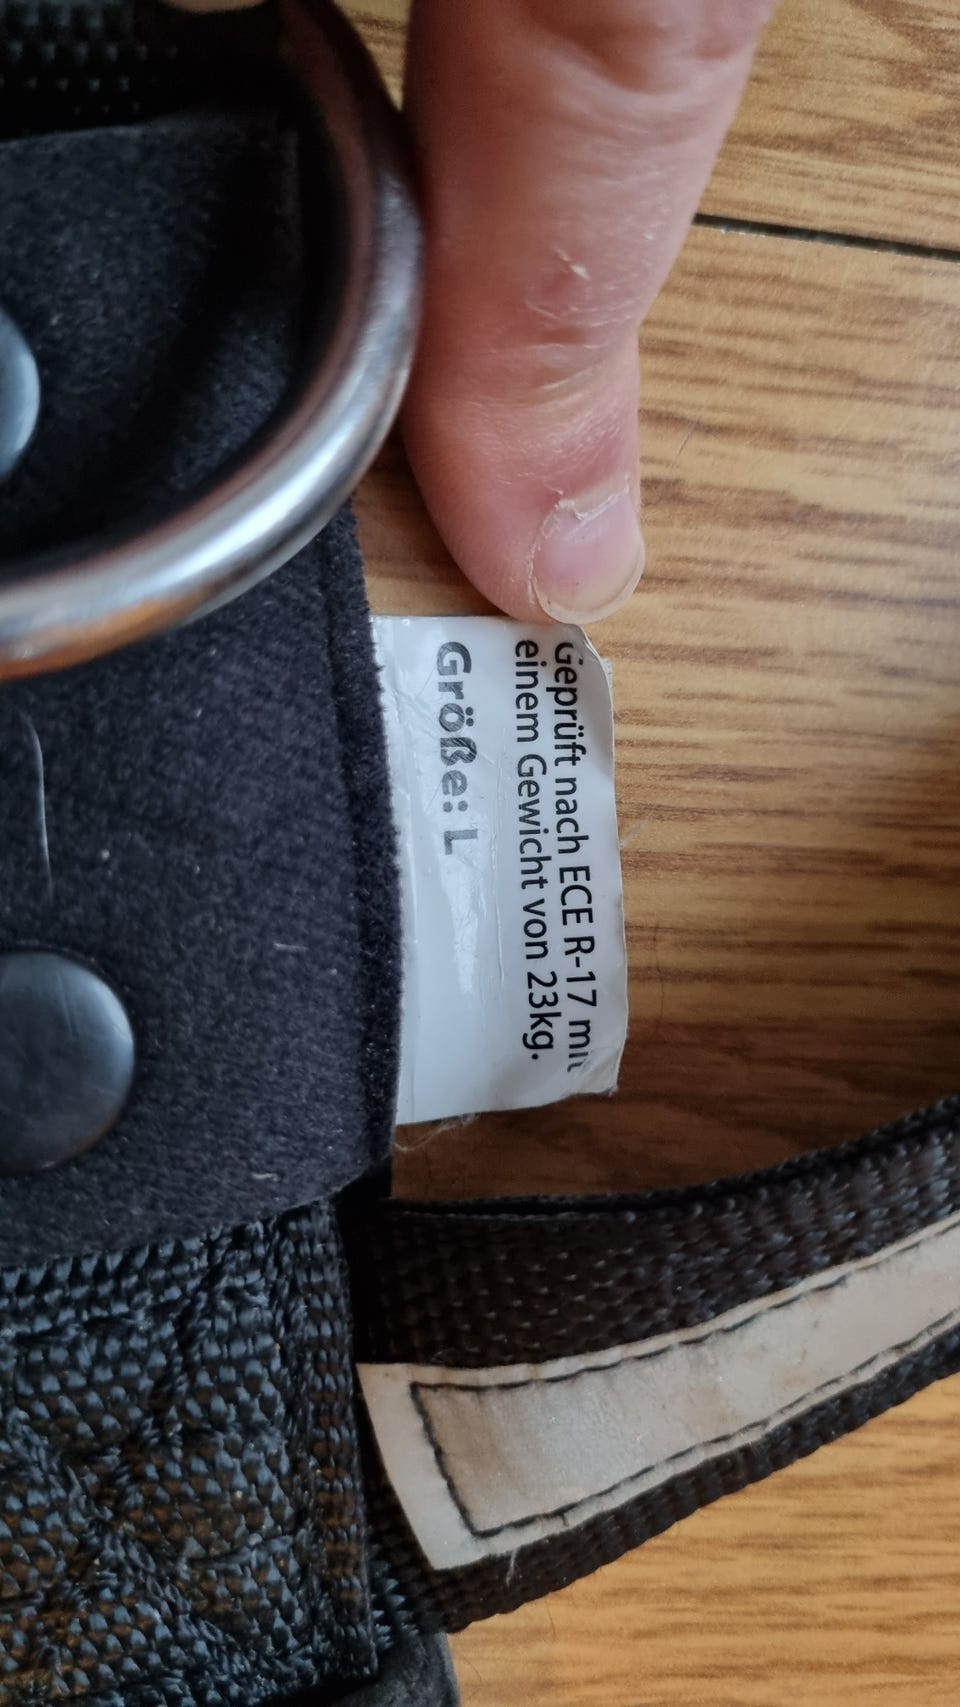 Geprüft nach ECE R-17 mit
einem Gewicht von 23kg.
Größe: L